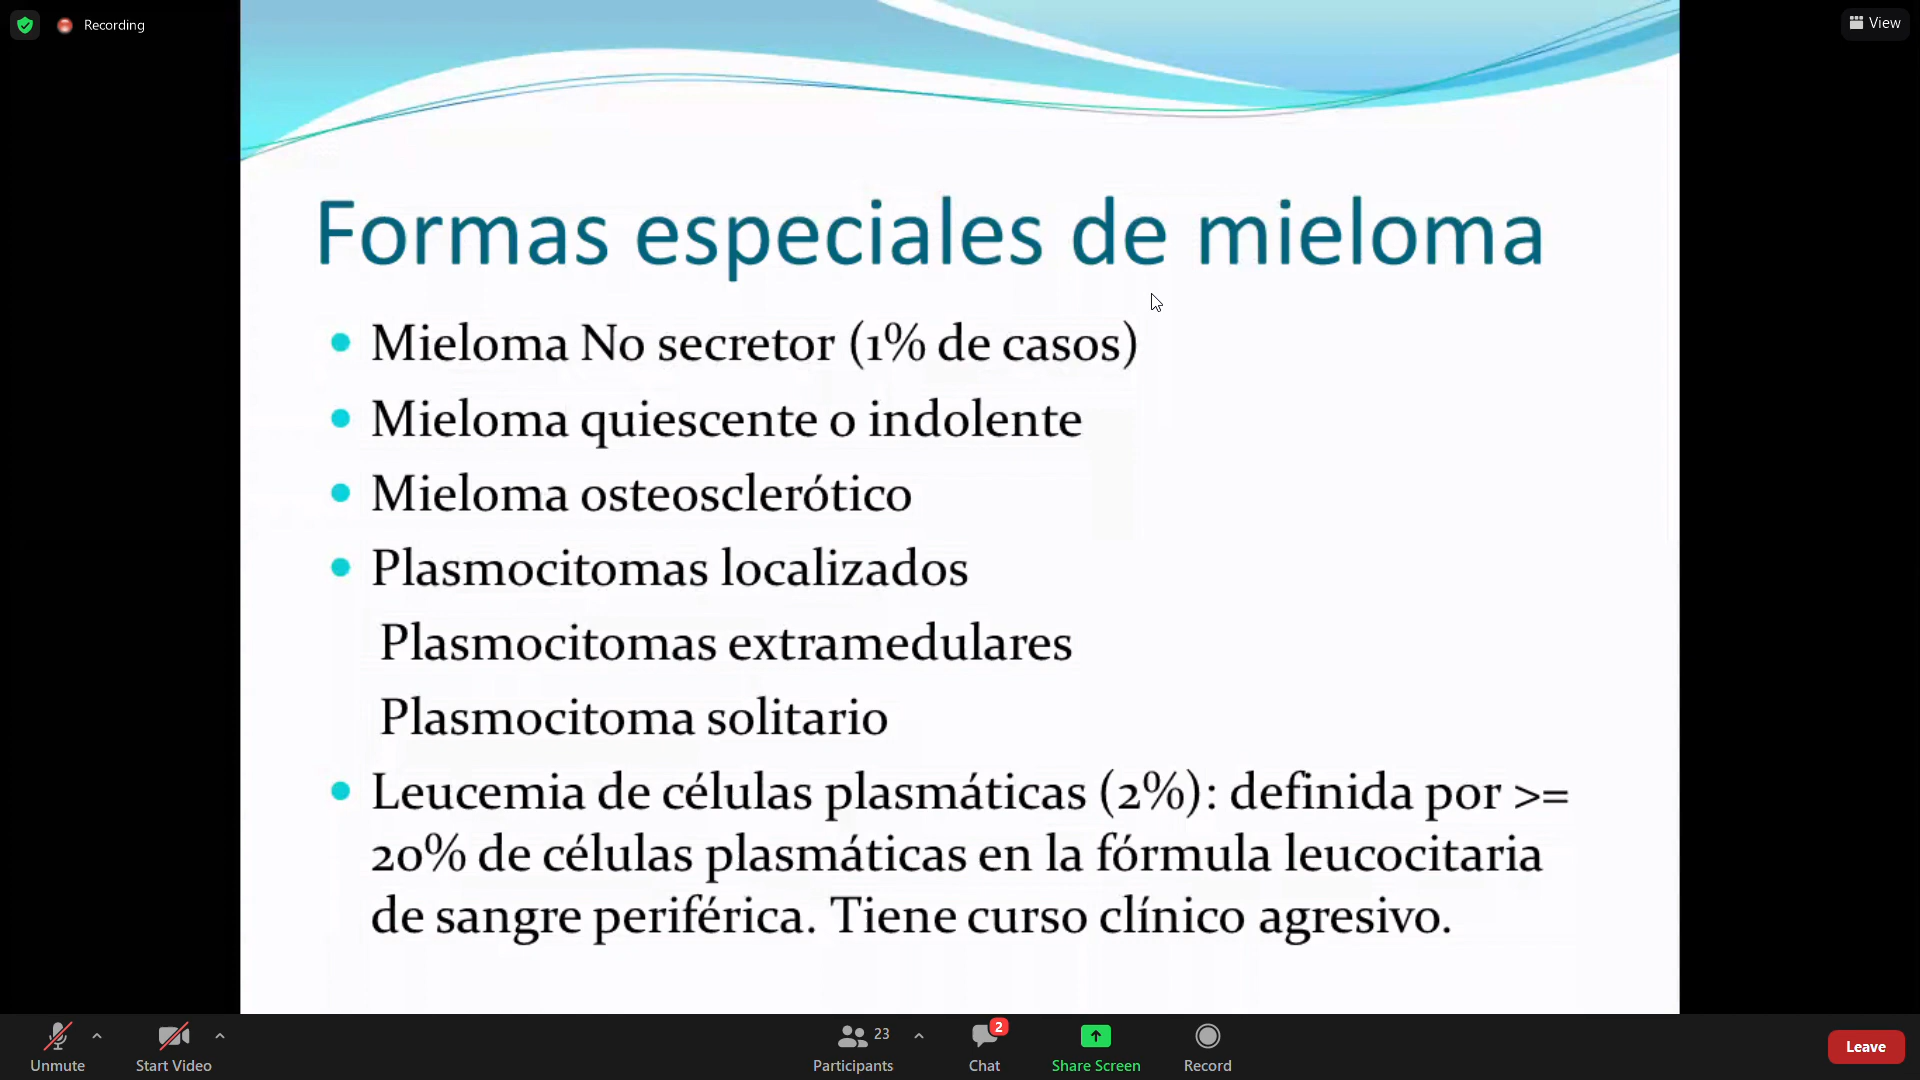 Recording
View
Formas especiales de mieloma
Mieloma No secretor (1% de casos)
Mieloma quiescente o indolente
Mieloma osteosclerótico
Plasmocitomas localizados
Plasmocitomas extramedulares
Plasmocitoma solitario
Leucemia de células plasmáticas (2%): definida por >=
20% de células plasmáticas en la fórmula leucocitaria
de sangre periférica. Tiene curso clínico agresivo.
23
2
Unmute
Start Video
Participants
Chat
Share Screen
Record
Leave